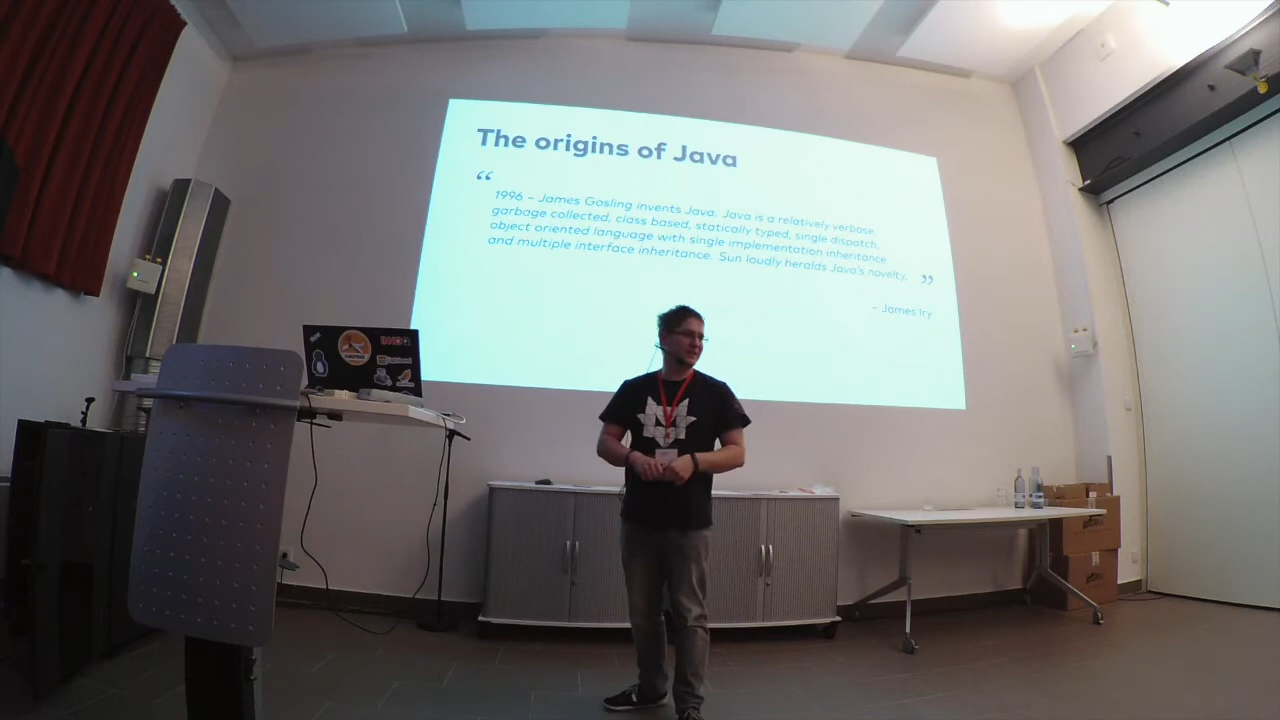 The origins of Java
“
1996 – James Gosling invents Java. Java is a relatively verbose,
garbage collected, class based, statically typed, single dispatch,
object oriented language with single implementation inheritance
and multiple interface inheritance. Sun loudly heralds Java's novelty.
”
– James Iry